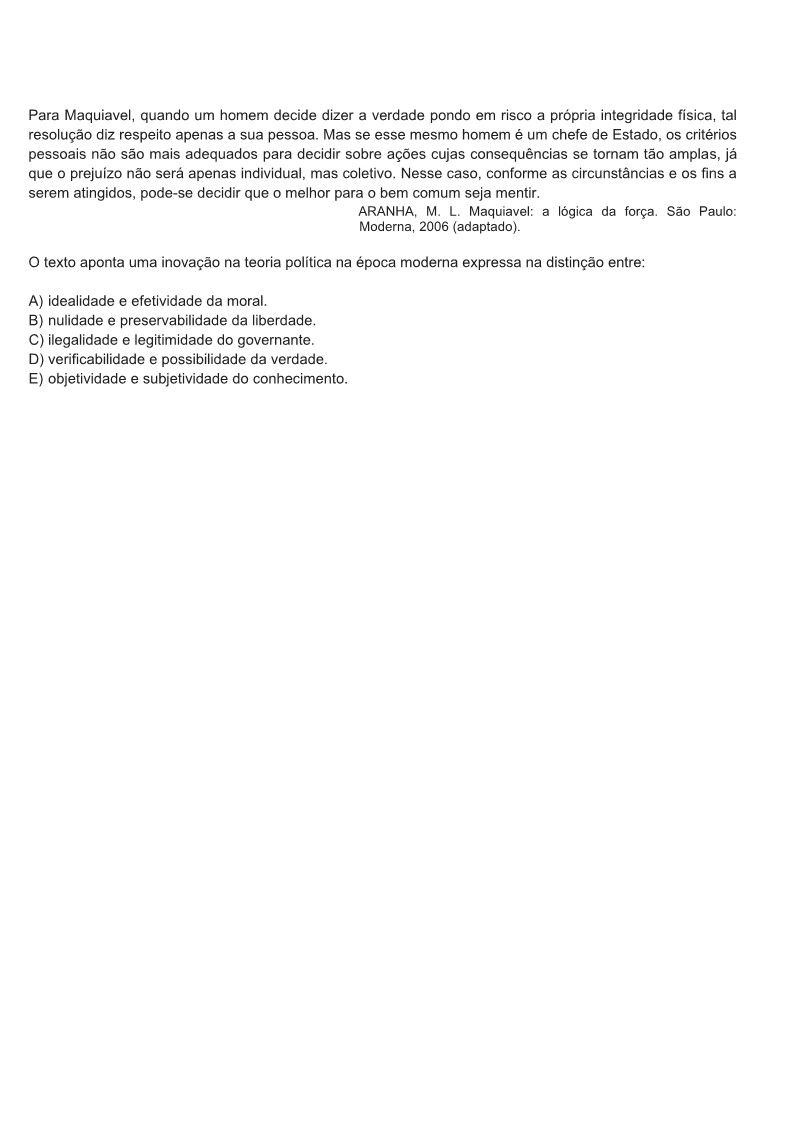 Para Maquiavel, quando um homem decide dizer a verdade pondo em risco a própria integridade física, tal
resolução diz respeito apenas a sua pessoa. Mas se esse mesmo homem é um chefe de Estado, os critérios
pessoais não são mais adequados para decidir sobre ações cujas consequências se tornam tão amplas, já
que o prejuízo não será apenas individual, mas coletivo. Nesse caso, conforme as circunstâncias e os fins a
serem atingidos, pode-se decidir que o melhor para o bem comum seja mentir.
ARANHA, M. L. Maquiavel: a lógica da força. São Paulo:
Moderna, 2006 (adaptado).
O texto aponta uma inovação na teoria política na época moderna expressa na distinção entre:
A) idealidade e efetividade da moral.
B) nulidade e preservabilidade da liberdade.
C) ilegalidade e legitimidade do governante.
D) verificabilidade e possibilidade da verdade.
E) objetividade e subjetividade do conhecimento.